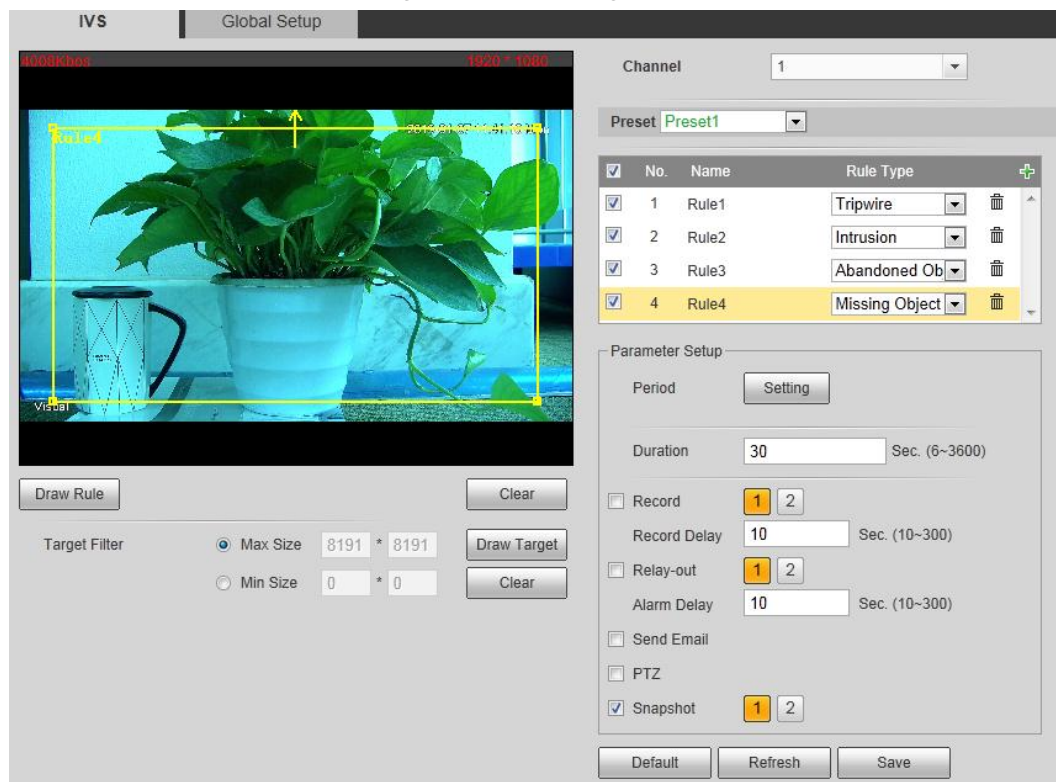 IVS
Global Setup
4008Kbps
1920 * 1080
Rule4
Visual
Draw Rule
Clear
Target Filter
Max Size 8191 * 8191
Draw Target
Min Size 0 * 0
Clear
Channel 1
Preset Preset1
No. Name Rule Type
1 Rule1 Tripwire
2 Rule2 Intrusion
3 Rule3 Abandoned Ob
4 Rule4 Missing Object
Parameter Setup
Period Setting
Duration 30 Sec. (6~3600)
Record 1 2
Record Delay 10 Sec. (10~300)
Relay-out 1 2
Alarm Delay 10 Sec. (10~300)
Send Email
PTZ
Snapshot 1 2
Default Refresh Save